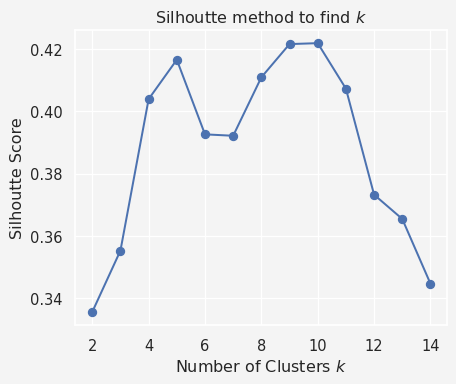 Silhoutte method to find k
0.42
0.40
0.38
0.36
0.34
Silhoutte Score
2 4 6 8 10 12 14
Number of Clusters k